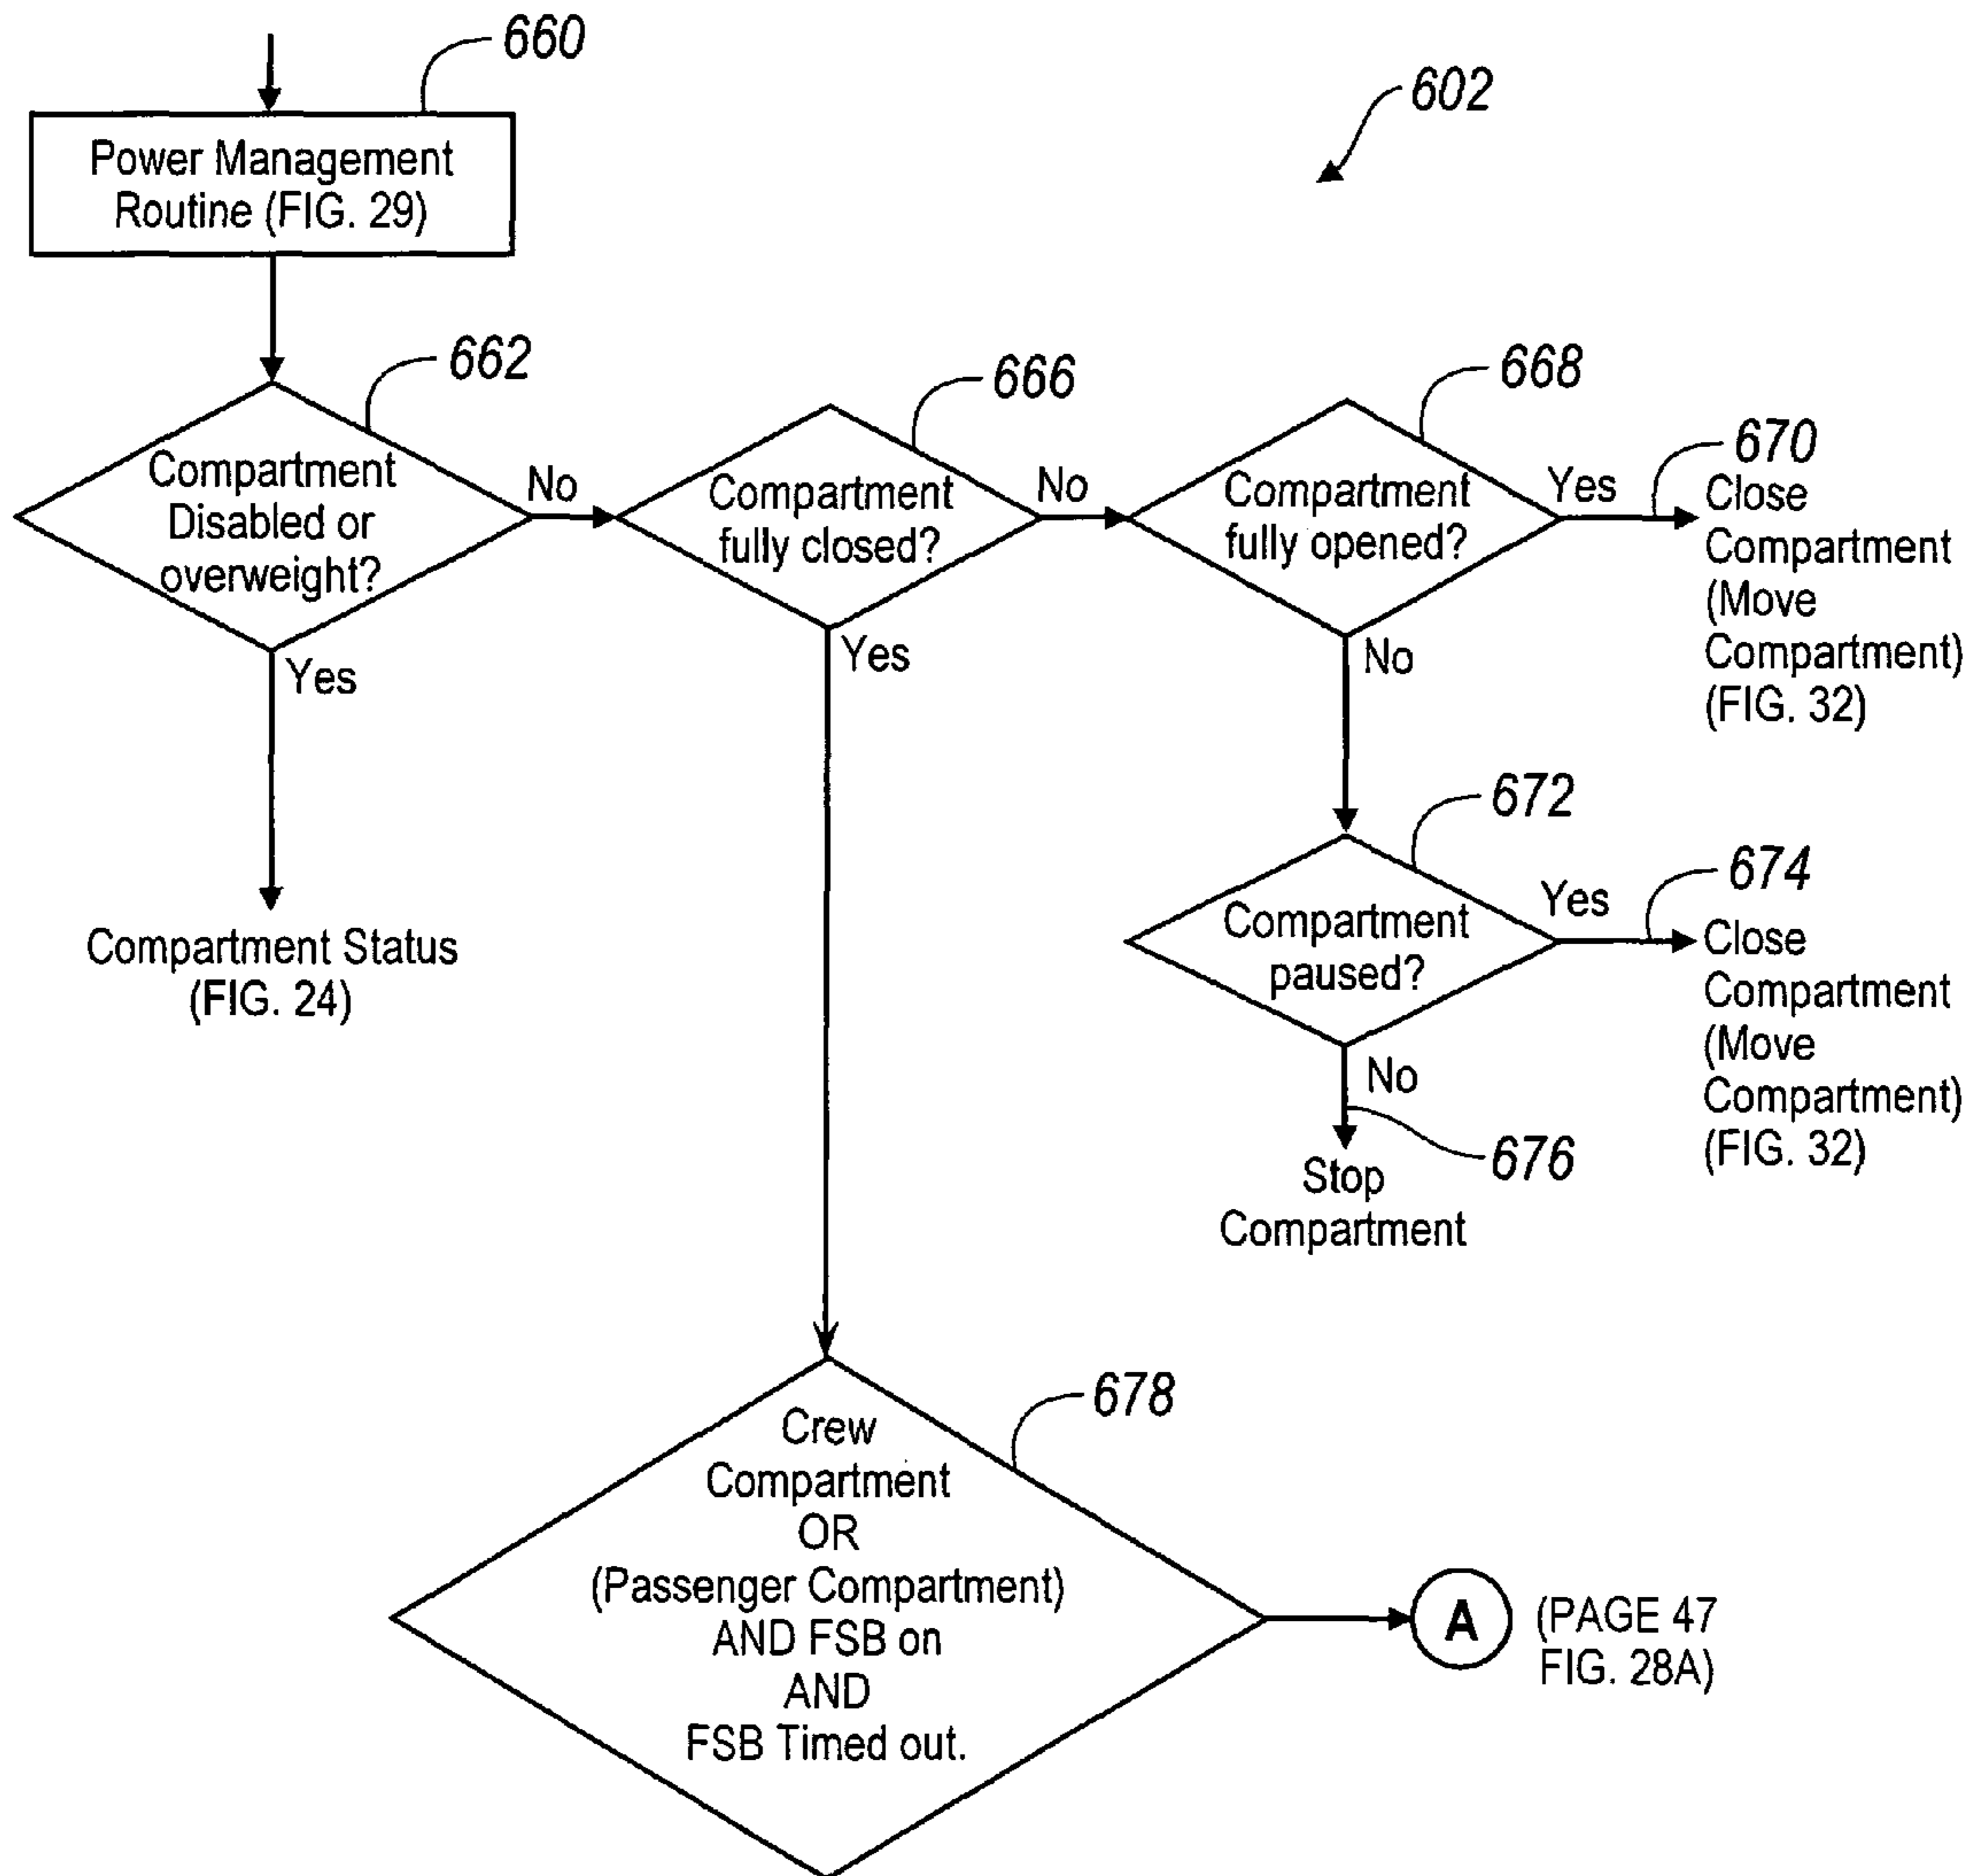 660
602
Power Management
Routine (FIG. 29)
662
666
668
670
Compartment
Disabled or
overweight?
No
Compartment
fully closed?
No
Compartment
fully opened?
Yes
Close
Compartment
(Move
Compartment)
(FIG. 32)
Yes
Yes
No
672
674
Compartment Status
(FIG. 24)
Compartment
paused?
Yes
Close
Compartment
(Move
Compartment)
(FIG. 32)
No
676
Stop
Compartment
678
Crew
Compartment
OR
(Passenger Compartment)
AND FSB on
AND
FSB Timed out.
A
(PAGE 47
FIG. 28A)